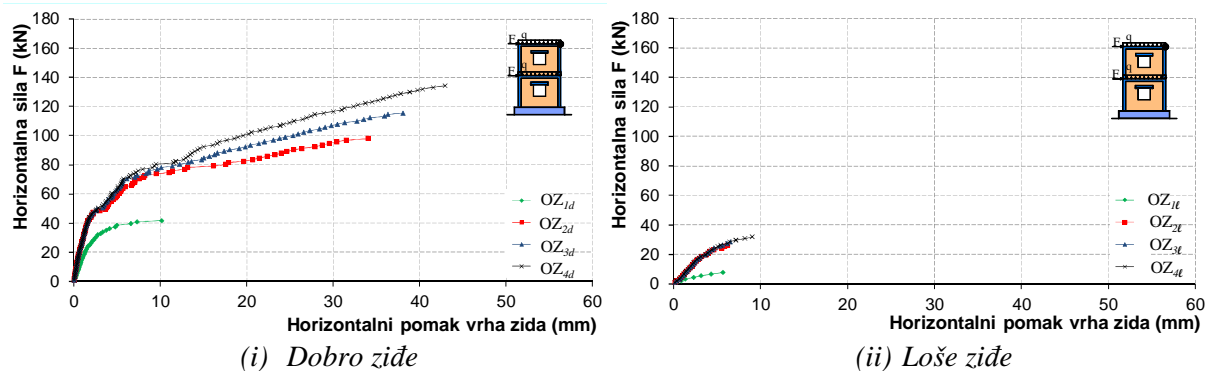 Horizontalna sila F (kN)
180
160
140
120
100
80
60
40
20
0
0 10 20 30 40 50 60
Horizontalni pomak vrha zida (mm)
F q
F q
OZ1d
OZ2d
OZ3d
OZ4d
(i) Dobro ziđe
Horizontalna sila F (kN)
180
160
140
120
100
80
60
40
20
0
0 10 20 30 40 50 60
Horizontalni pomak vrha zida (mm)
F q
F q
OZ1ℓ
OZ2ℓ
OZ3ℓ
OZ4ℓ
(ii) Loše ziđe